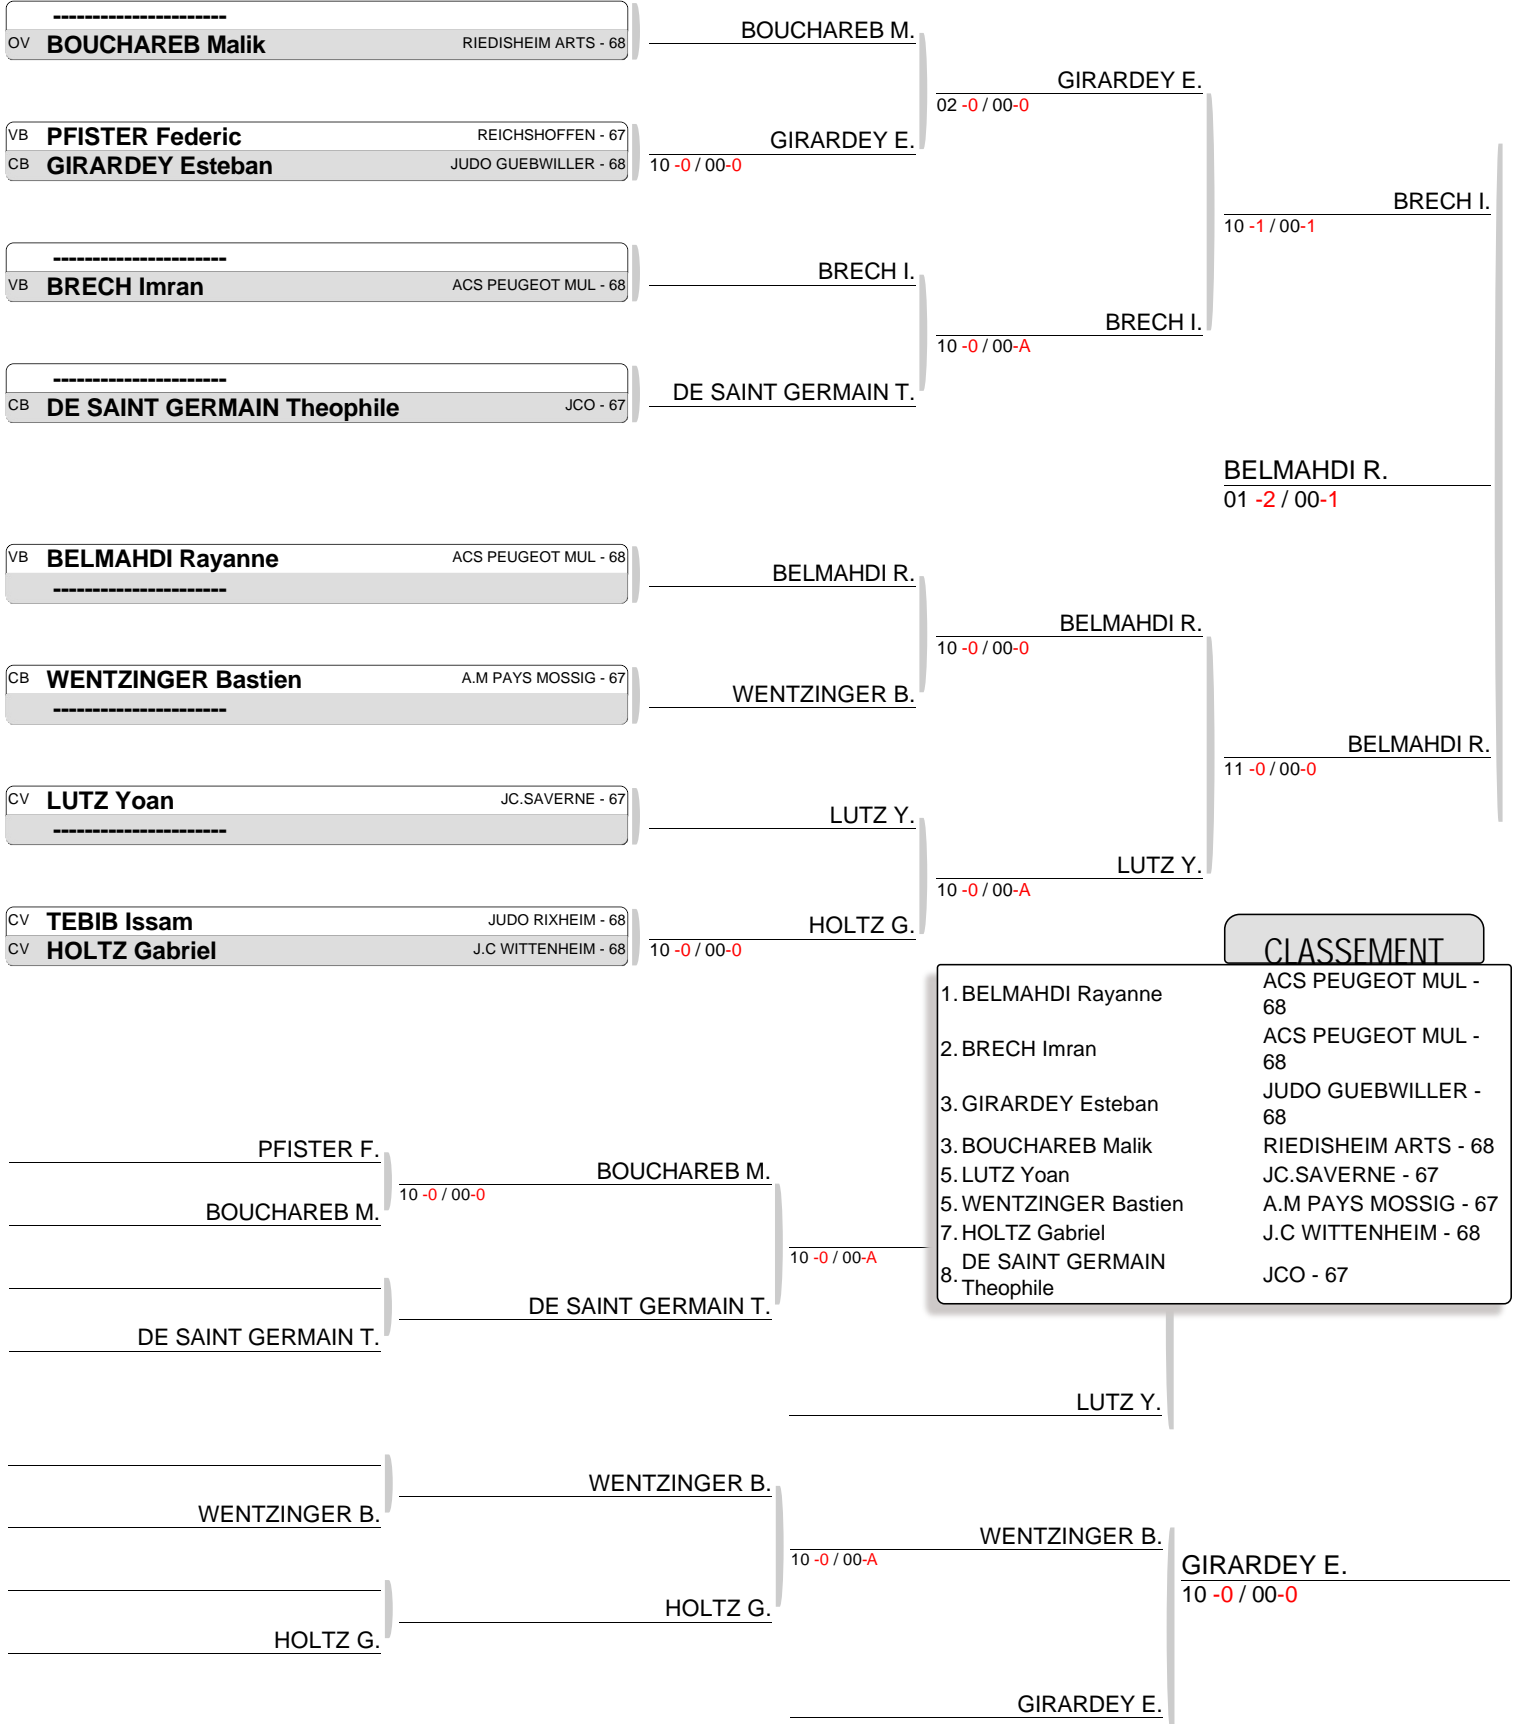 ----------------------
OV BOUCHAREB Malik RIEDISHEIM ARTS - 68
VB PFISTER Federic REICHSHOFFEN - 67
CB GIRARDEY Esteban JUDO GUEBWILLER - 68
----------------------
VB BRECH Imran ACS PEUGEOT MUL - 68
----------------------
CB DE SAINT GERMAIN Theophile JCO - 67
VB BELMAHDI Rayanne ACS PEUGEOT MUL - 68
----------------------
CB WENTZINGER Bastien A.M PAYS MOSSIG - 67
----------------------
CV LUTZ Yoan JC.SAVERNE - 67
----------------------
CV TEBIB Issam JUDO RIXHEIM - 68
CV HOLTZ Gabriel J.C WITTENHEIM - 68
BOUCHAREB M.
GIRARDEY E.
10 -0 / 00-0
BRECH I.
DE SAINT GERMAIN T.
BELMAHDI R.
WENTZINGER B.
LUTZ Y.
HOLTZ G.
10 -0 / 00-0
GIRARDEY E.
02 -0 / 00-0
BRECH I.
10 -0 / 00-A
BELMAHDI R.
10 -0 / 00-0
LUTZ Y.
10 -0 / 00-A
BRECH I.
10 -1 / 00-1
BELMAHDI R.
11 -0 / 00-0
BELMAHDI R.
01 -2 / 00-1
CLASSEMENT
1. BELMAHDI Rayanne ACS PEUGEOT MUL -
68
2. BRECH Imran ACS PEUGEOT MUL -
68
3. GIRARDEY Esteban JUDO GUEBWILLER -
68
3. BOUCHAREB Malik RIEDISHEIM ARTS - 68
5. LUTZ Yoan JC.SAVERNE - 67
5. WENTZINGER Bastien A.M PAYS MOSSIG - 67
7. HOLTZ Gabriel J.C WITTENHEIM - 68
8. DE SAINT GERMAIN
Theophile JCO - 67
PFISTER F.
BOUCHAREB M.
DE SAINT GERMAIN T.
BOUCHAREB M.
10 -0 / 00-0
DE SAINT GERMAIN T.
10 -0 / 00-A
LUTZ Y.
WENTZINGER B.
HOLTZ G.
WENTZINGER B.
HOLTZ G.
WENTZINGER B.
10 -0 / 00-A
GIRARDEY E.
GIRARDEY E.
10 -0 / 00-0